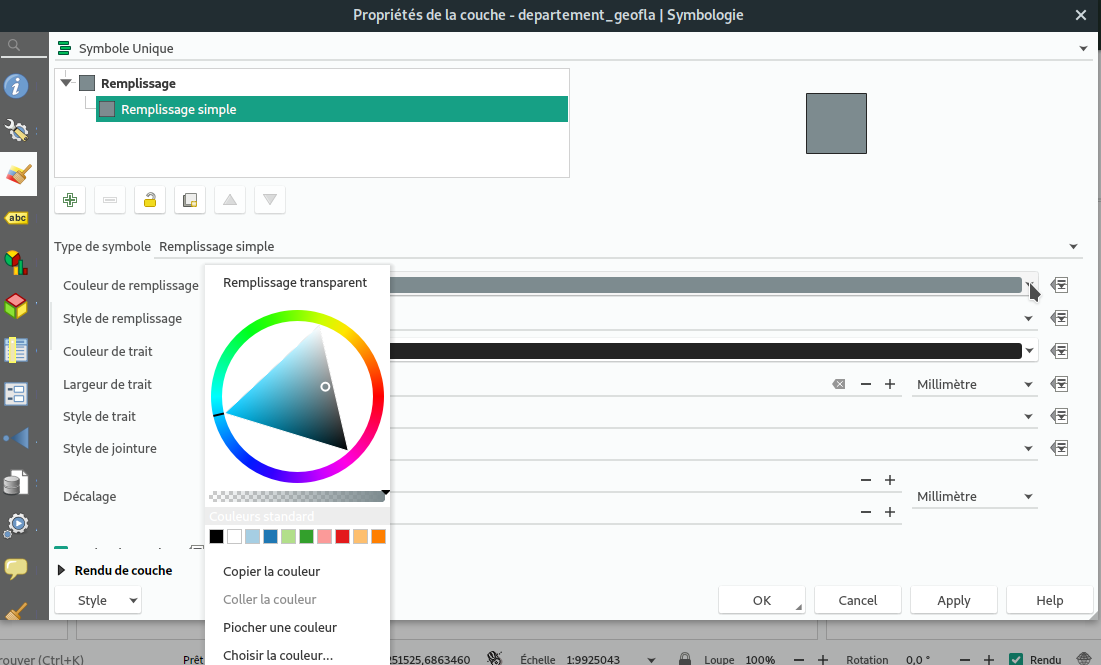 Propriétés de la couche - departement_geofla | Symbologie
Symbole Unique
Remplissage
Remplissage simple
abc
Type de symbole Remplissage simple
Remplissage transparent
Couleur de remplissage
Style de remplissage
Couleur de trait
Largeur de trait
Millimètre
Style de trait
Style de jointure
Décalage
Millimètre
Couleurs standard
Rendu de couche
Copier la couleur
Coller la couleur
Piocher une couleur
Choisir la couleur...
Style
OK
Cancel
Apply
Help
rouver (Ctrl+K)
Prêt
251525,6863460
Échelle 1:9925043
Loupe 100%
Rotation 0,0 °
Rendu